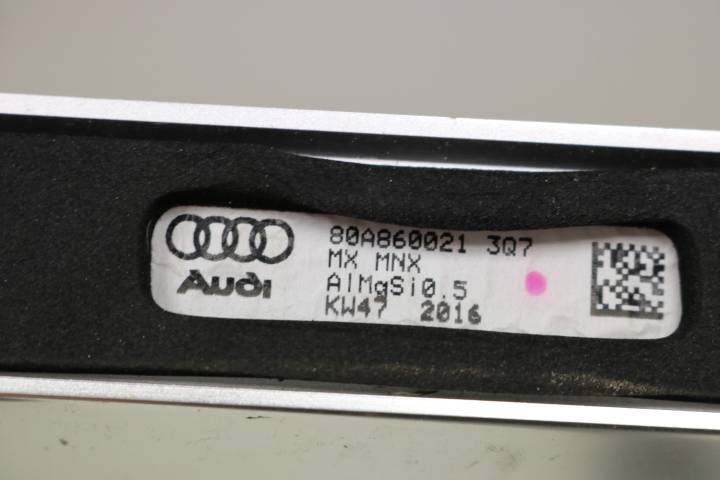 Audi
80A860021 3Q7
MX MNX
AlMgSi0.5
KW47 2016